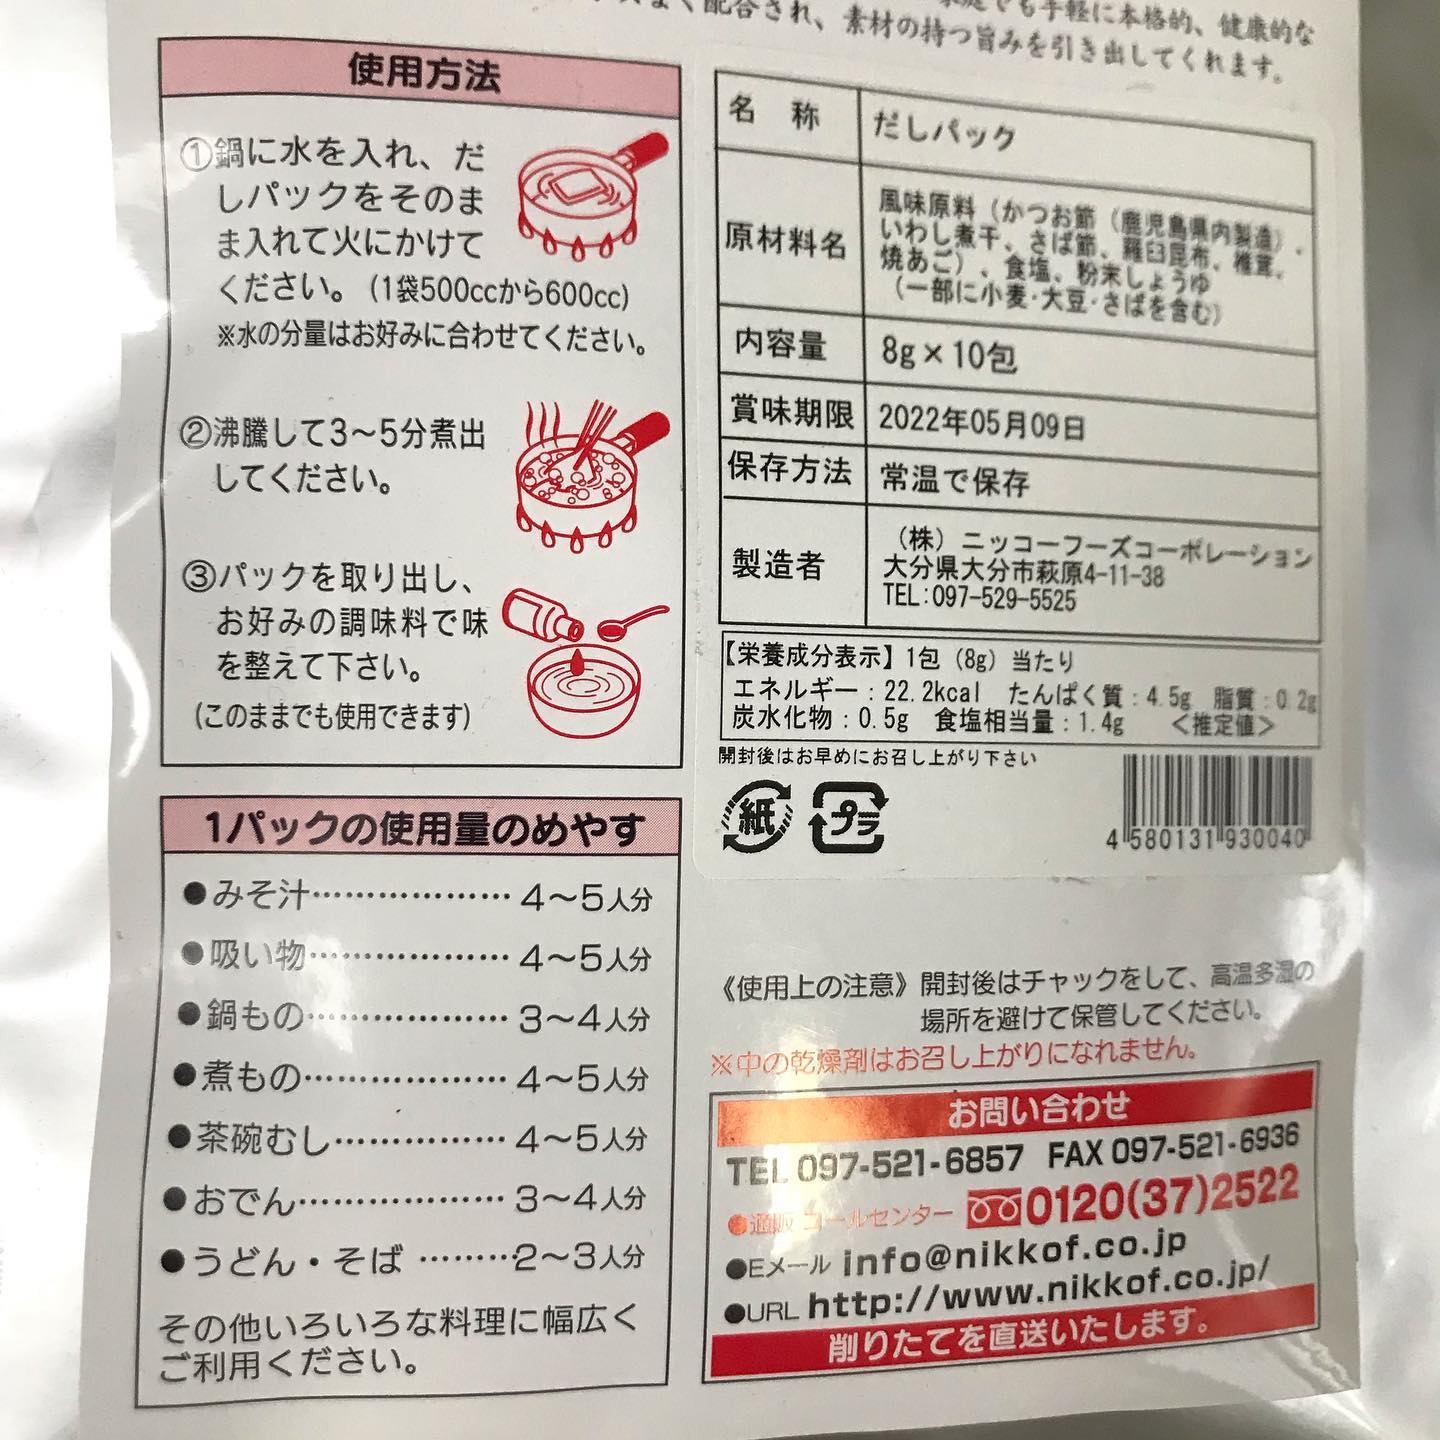 家庭でも手軽に本格的、健康的な
よく配合され、素材の持つ旨みを引き出してくれます。
使用方法
①鍋に水を入れ、だ
しパックをそのま
ま入れて火にかけて
ください。(1袋500ccから600cc)
※水の分量はお好みに合わせてください。
②沸騰して3〜5分煮出
してください。
③パックを取り出し、
お好みの調味料で味
を整えて下さい。
(このままでも使用できます)
1パックの使用量のめやす
●みそ汁………………… 4〜5人分
●吸い物………………… 4〜5人分
●鍋もの………………… 3〜4人分
●煮もの………………… 4〜5人分
●茶碗むし……………… 4〜5人分
●おでん………………… 3〜4人分
●うどん・そば ………2〜3人分
その他いろいろな料理に幅広く
ご利用ください。
名 称 だしパック
原材料名 風味原料（かつお節（鹿児島県内製造）、
いわし煮干、さば節、羅臼昆布、椎茸、
焼あご）、食塩、粉末しょうゆ
（一部に小麦・大豆・さばを含む）
内容量 8g×10包
賞味期限 2022年05月09日
保存方法 常温で保存
製造者 （株）ニッコーフーズコーポレーション
大分県大分市萩原4-11-38
TEL:097-529-5525
【栄養成分表示】1包（8g）当たり
エネルギー：22.2kcal たんぱく質：4.5g 脂質：0.2g
炭水化物：0.5g 食塩相当量：1.4g ＜推定値＞
開封後はお早めにお召し上がり下さい
紙 プラ
4 580131 930040
《使用上の注意》開封後はチャックをして、高温多湿の
場所を避けて保管してください。
※中の乾燥剤はお召し上がりになれません。
お問い合わせ
TEL 097-521-6857 FAX 097-521-6936
●通販コールセンター 0120(37)2522
●Eメール info@nikkof.co.jp
●URL http://www.nikkof.co.jp/
削りたてを直送いたします。